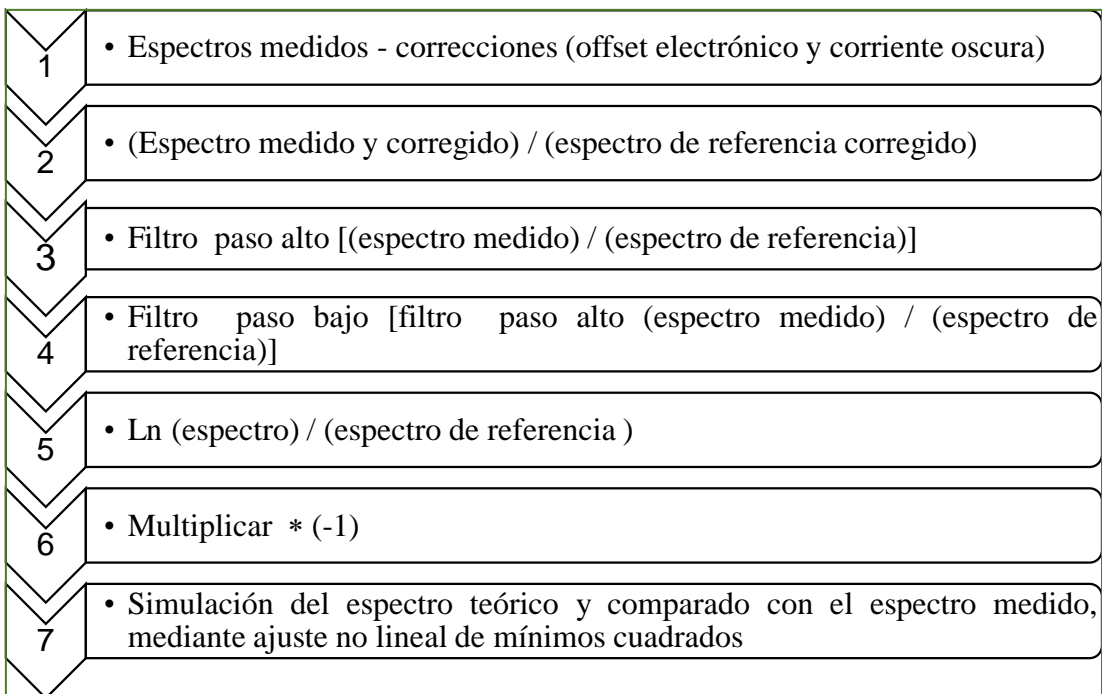 1
• Espectros medidos - correcciones (offset electrónico y corriente oscura)
2
• (Espectro medido y corregido) / (espectro de referencia corregido)
3
• Filtro paso alto [(espectro medido) / (espectro de referencia)]
4
• Filtro paso bajo [filtro paso alto (espectro medido) / (espectro de
referencia)]
5
• Ln (espectro) / (espectro de referencia )
6
• Multiplicar * (-1)
7
• Simulación del espectro teórico y comparado con el espectro medido,
mediante ajuste no lineal de mínimos cuadrados